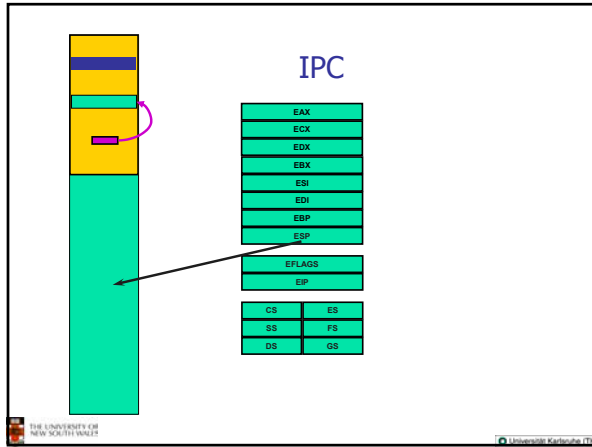 IPC
EAX
ECX
EDX
EBX
ESI
EDI
EBP
ESP
EFLAGS
EIP
CS ES
SS FS
DS GS
THE UNIVERSITY OF
NEW SOUTH WALES
Universität Karlsruhe (TH